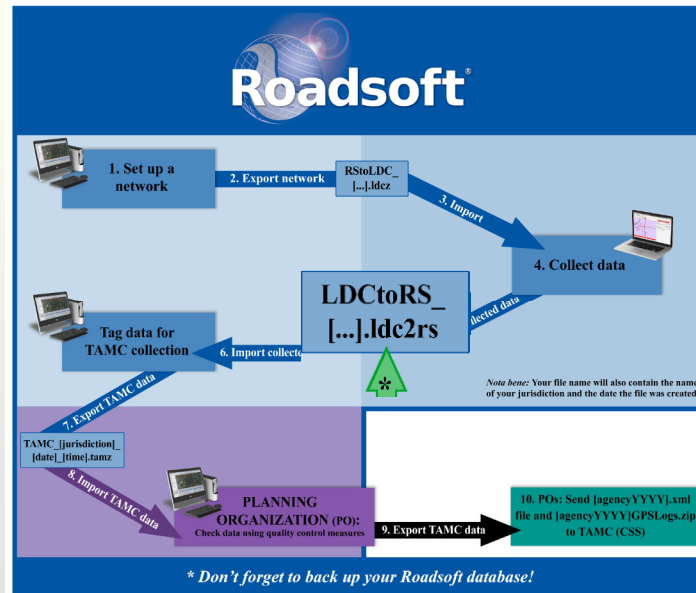 Roadsoft®
1. Set up a
network
2. Export network
RStoLDC_
[...].ldcz
3. Import
4. Collect data
LDCtoRS_
[...].ldc2rs
data
Tag data for
TAMC collection
6. Import
*
Nota bene: Your file name will also contain the name
of your jurisdiction and the date the file was created
7. Export TAMC data
TAMC_[jurisdiction]_
[date]_[time].tamz
8. Import TAMC data
PLANNING
ORGANIZATION (PO):
Check data using quality control measures
9. Export TAMC data
10. POs: Send [agencyYYYY].xml
file and [agencyYYYY]GPSLogs.zip
to TAMC (CSS)
* Don't forget to back up your Roadsoft database!